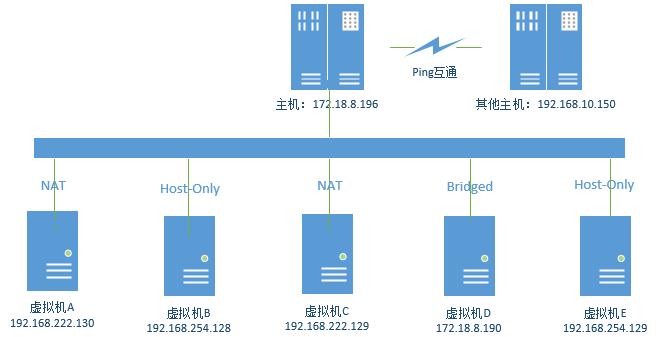 Ping互通
主机：172.18.8.196
其他主机：192.168.10.150
NAT
Host-Only
NAT
Bridged
Host-Only
虚拟机A
192.168.222.130
虚拟机B
192.168.254.128
虚拟机C
192.168.222.129
虚拟机D
172.18.8.190
虚拟机E
192.168.254.129